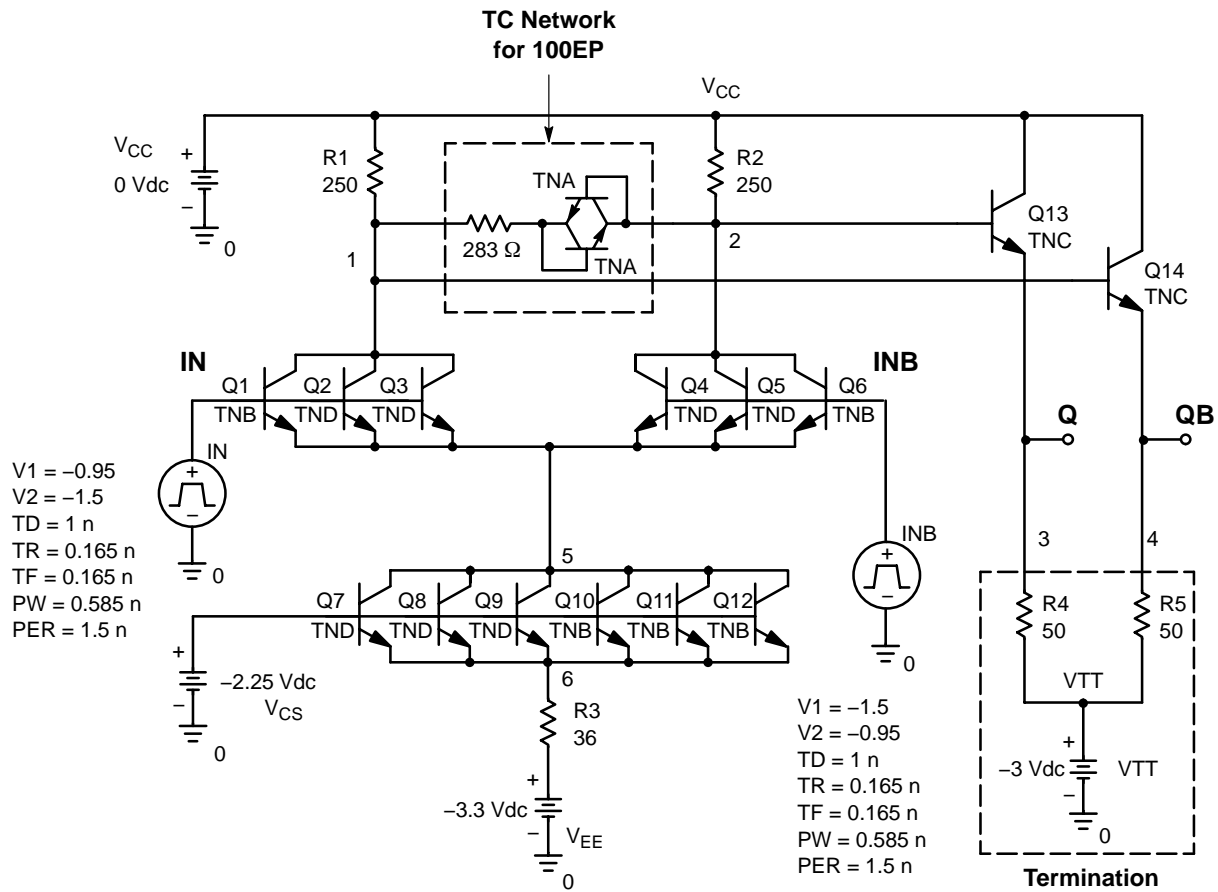 TC Network
for 100EP
VCC
VCC
0 Vdc
+
−
0
R1
250
TNA
283 Ω
TNA
R2
250
1
2
Q13
TNC
Q14
TNC
IN
INB
Q1
TNB
Q2
TND
Q3
TND
Q4
TND
Q5
TND
Q6
TNB
Q
QB
IN
+
−
0
V1 = −0.95
V2 = −1.5
TD = 1 n
TR = 0.165 n
TF = 0.165 n
PW = 0.585 n
PER = 1.5 n
INB
+
−
0
3
4
5
Q7
TND
Q8
TND
Q9
TND
Q10
TNB
Q11
TNB
Q12
TNB
6
+
−2.25 Vdc
−
VCS
0
R3
36
+
−3.3 Vdc
−
VEE
0
V1 = −1.5
V2 = −0.95
TD = 1 n
TR = 0.165 n
TF = 0.165 n
PW = 0.585 n
PER = 1.5 n
R4
50
R5
50
VTT
+
−3 Vdc
−
VTT
0
Termination